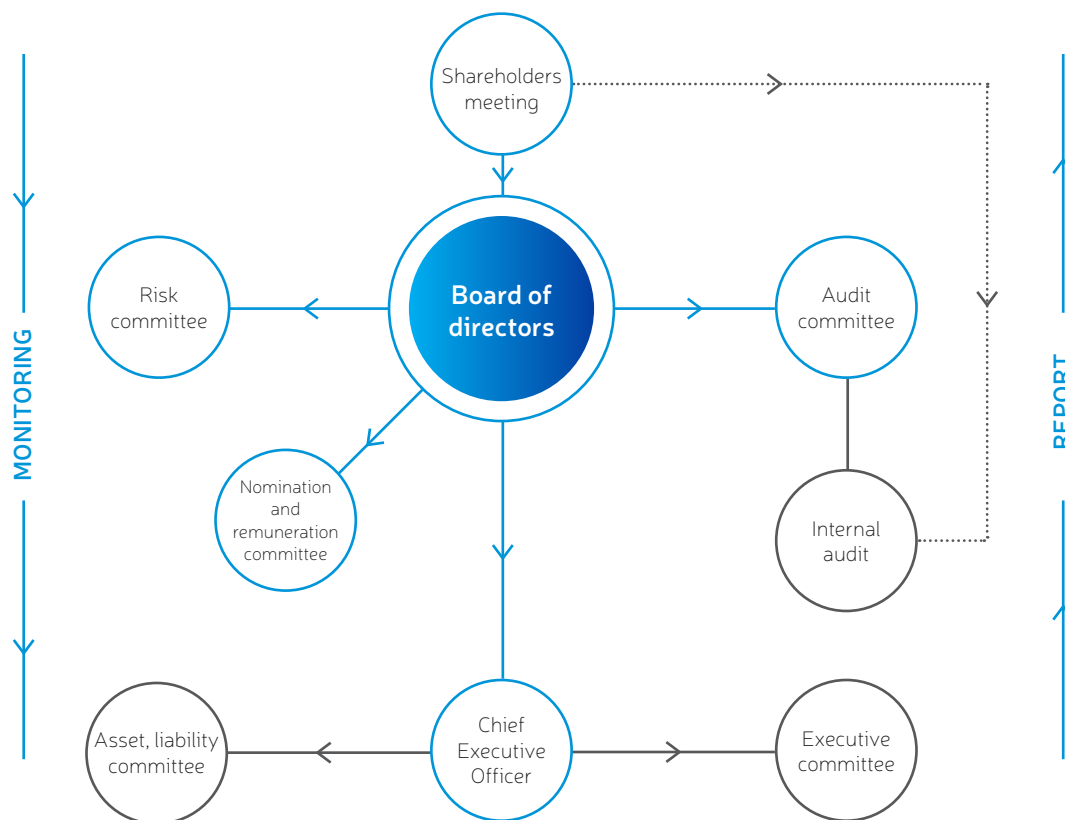 Shareholders
meeting
Board of
directors
Risk
committee
Audit
committee
MONITORING
REPORT
Nomination
and
remuneration
committee
Internal
audit
Asset, liability
committee
Chief
Executive
Officer
Executive
committee